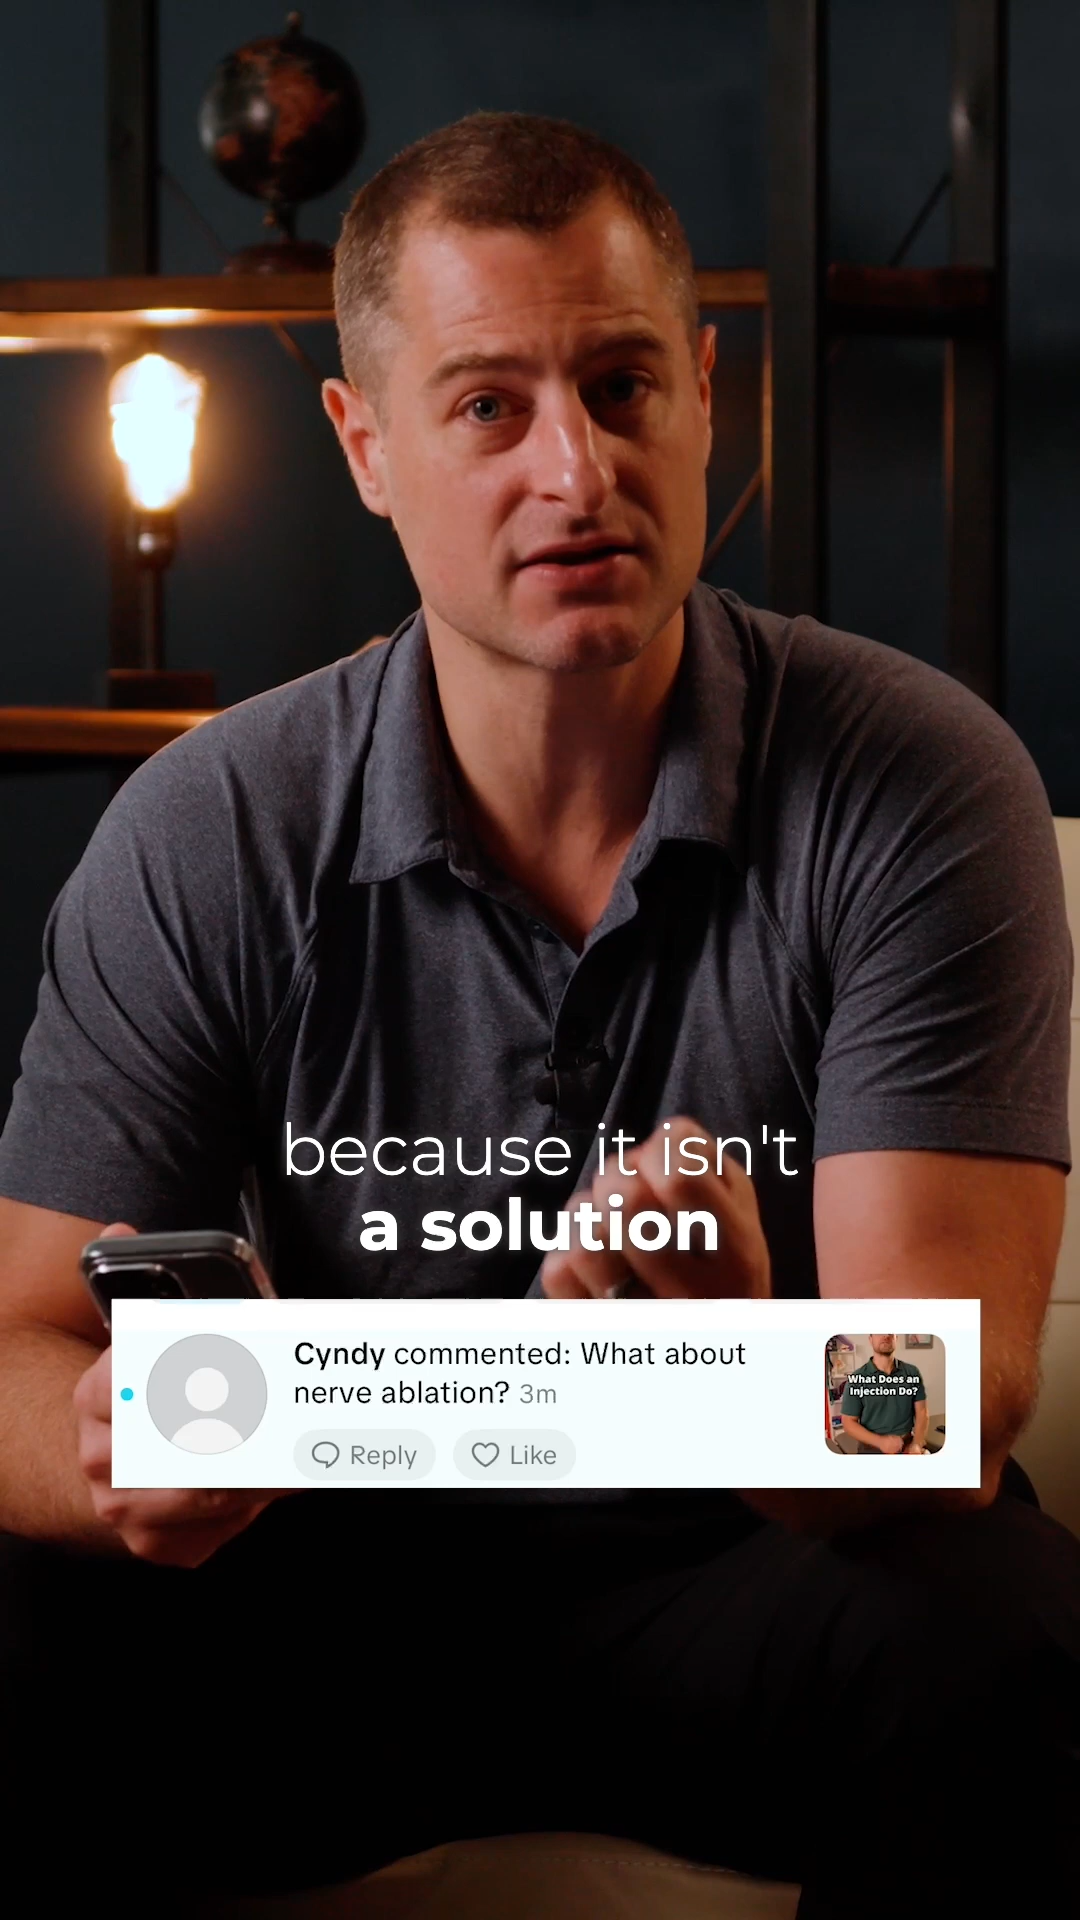 because it isn't
a solution
Cyndy commented: What about
nerve ablation? 3m
What Does an
Injection Do?
Reply Like